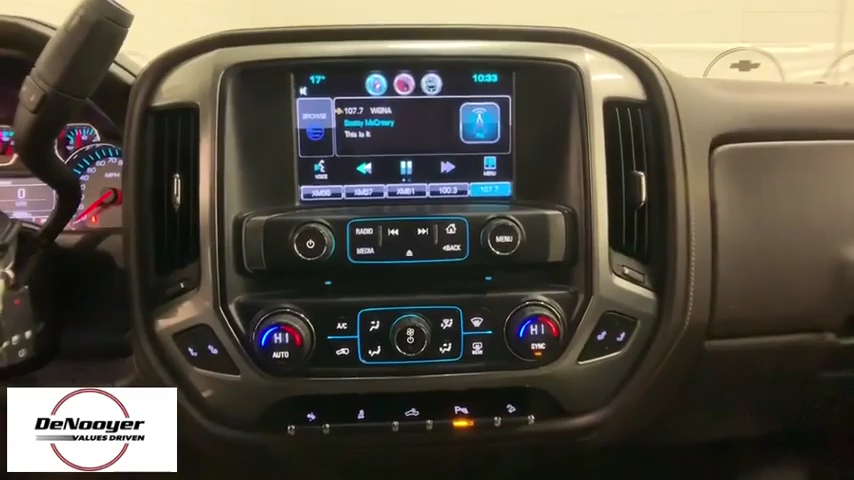 17°
10:33
BROWSE
107.7 WGNA
Scotty McCreery
This Is It
VOICE
MENU
XM56 XM57 XM61 100.3 107.7
RADIO
MEDIA
MENU
BACK
A/C
HI
AUTO
HI
SYNC
REAR
MPH
0
DeNooyer
VALUES DRIVEN